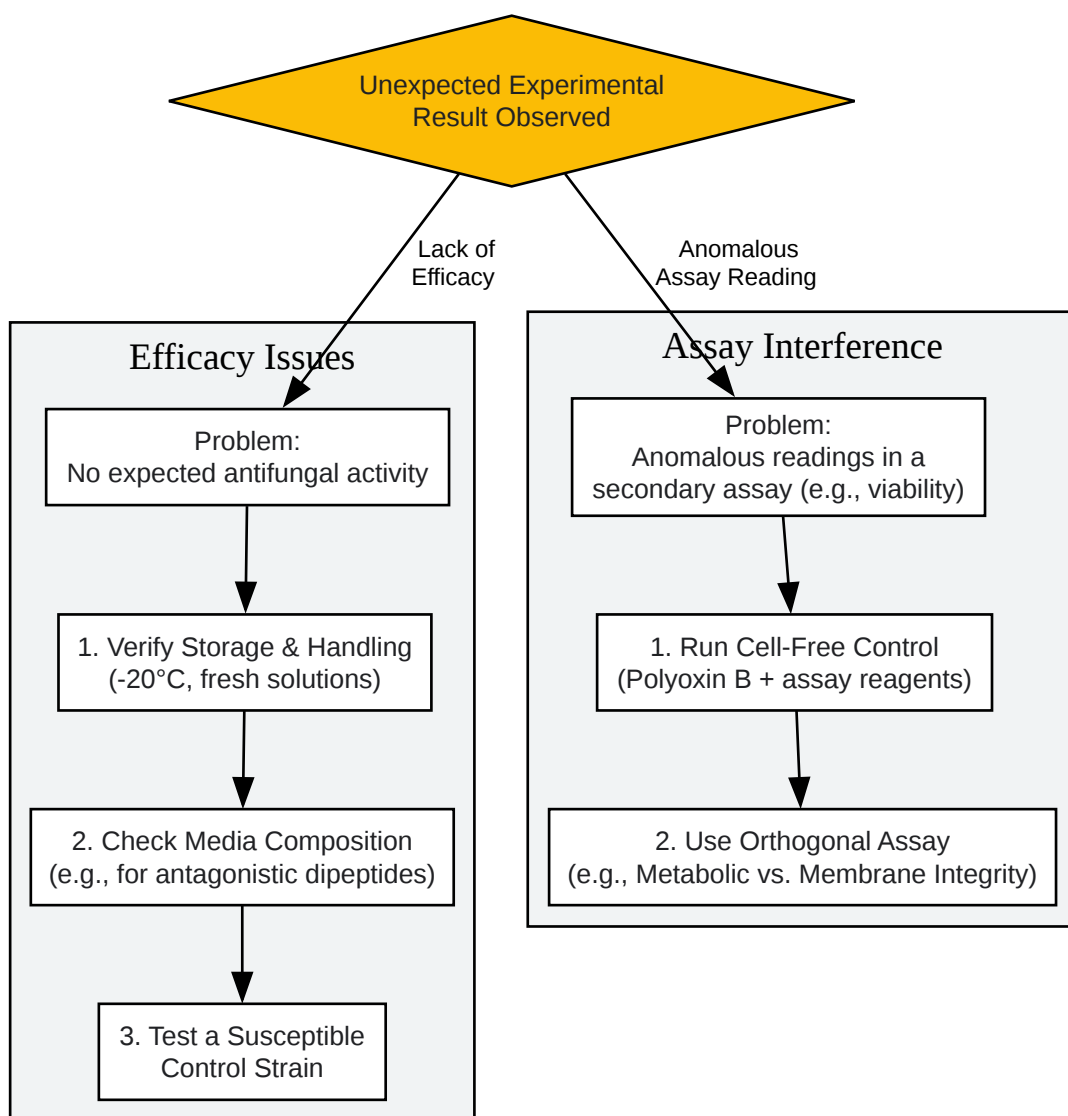 Unexpected Experimental
Result Observed
Lack of
Efficacy
Anomalous
Assay Reading
Efficacy Issues
Problem:
No expected antifungal activity
1. Verify Storage & Handling
(-20°C, fresh solutions)
2. Check Media Composition
(e.g., for antagonistic dipeptides)
3. Test a Susceptible
Control Strain
Assay Interference
Problem:
Anomalous readings in a
secondary assay (e.g., viability)
1. Run Cell-Free Control
(Polyoxin B + assay reagents)
2. Use Orthogonal Assay
(e.g., Metabolic vs. Membrane Integrity)